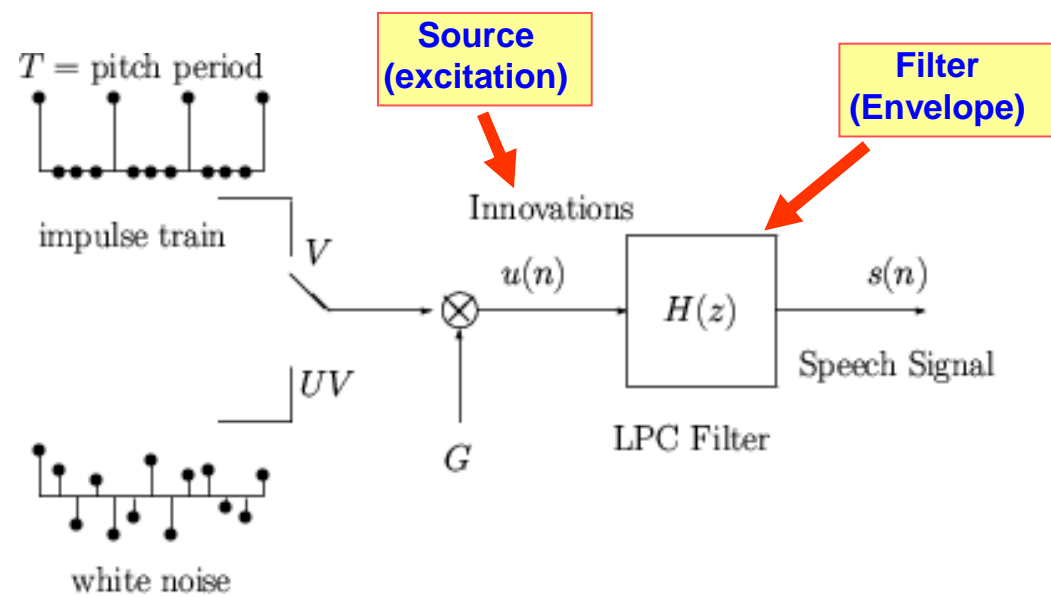 Source
(excitation)
Filter
(Envelope)
T = pitch period
impulse train
Innovations
V
u(n)
H(z)
s(n)
Speech Signal
UV
LPC Filter
G
white noise